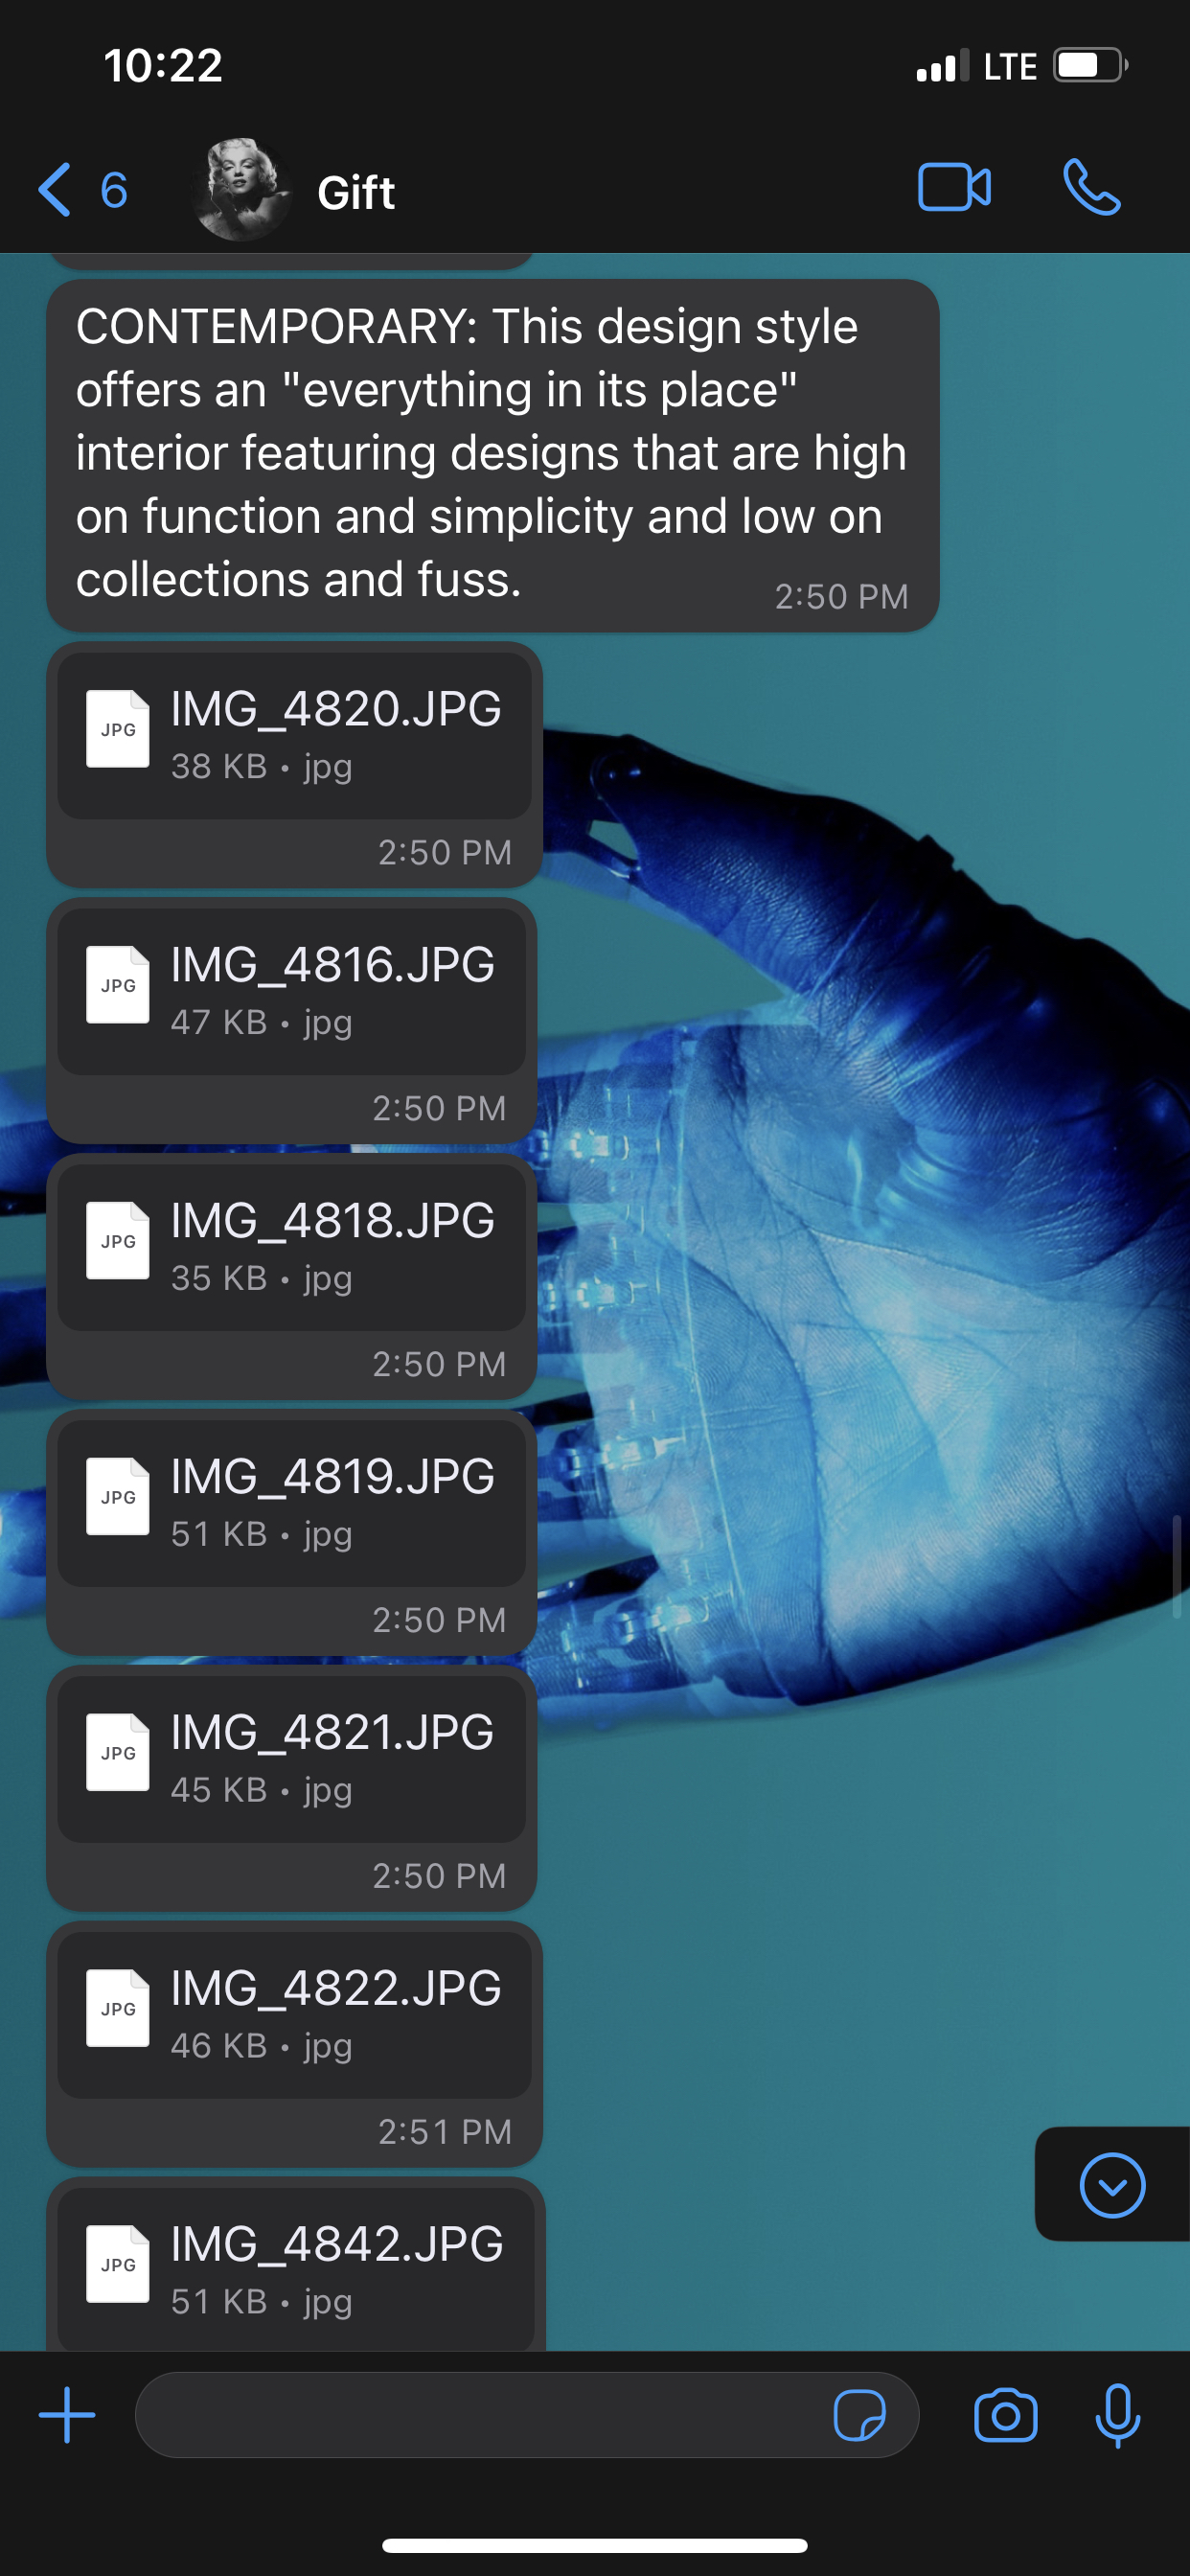 10:22
LTE
6
Gift
CONTEMPORARY: This design style
offers an "everything in its place"
interior featuring designs that are high
on function and simplicity and low on
collections and fuss.
2:50 PM
JPG
IMG_4820.JPG
38 KB • jpg
2:50 PM
JPG
IMG_4816.JPG
47 KB • jpg
2:50 PM
JPG
IMG_4818.JPG
35 KB • jpg
2:50 PM
JPG
IMG_4819.JPG
51 KB • jpg
2:50 PM
JPG
IMG_4821.JPG
45 KB • jpg
2:50 PM
JPG
IMG_4822.JPG
46 KB • jpg
2:51 PM
JPG
IMG_4842.JPG
51 KB • jpg